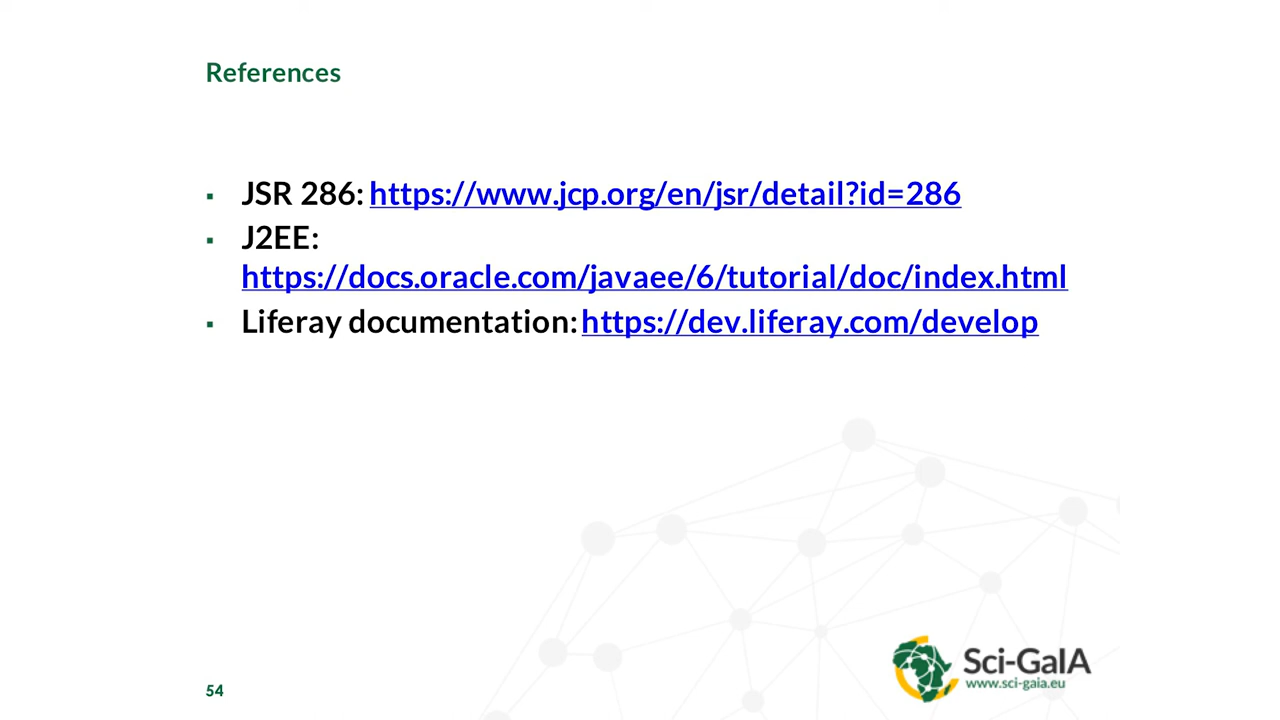 References
▪ JSR 286: https://www.jcp.org/en/jsr/detail?id=286
▪ J2EE:
https://docs.oracle.com/javaee/6/tutorial/doc/index.html
▪ Liferay documentation: https://dev.liferay.com/develop
Sci-GaIA
www.sci-gaia.eu
54